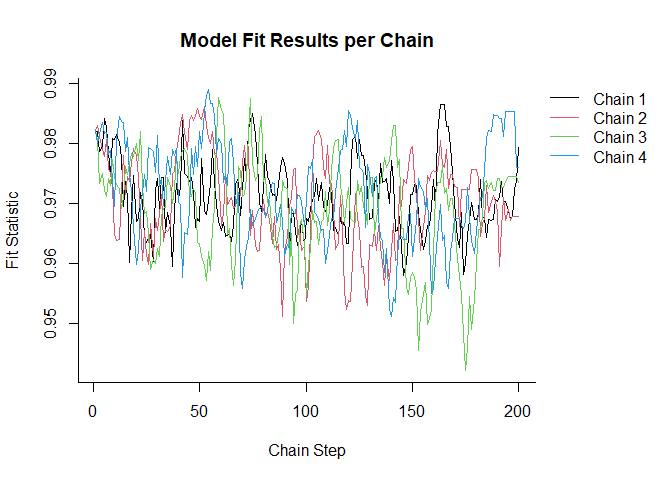 Model Fit Results per Chain
0.99
0.98
0.97
0.96
0.95
Fit Statistic
0
50
100
150
200
Chain Step
Chain 1
Chain 2
Chain 3
Chain 4